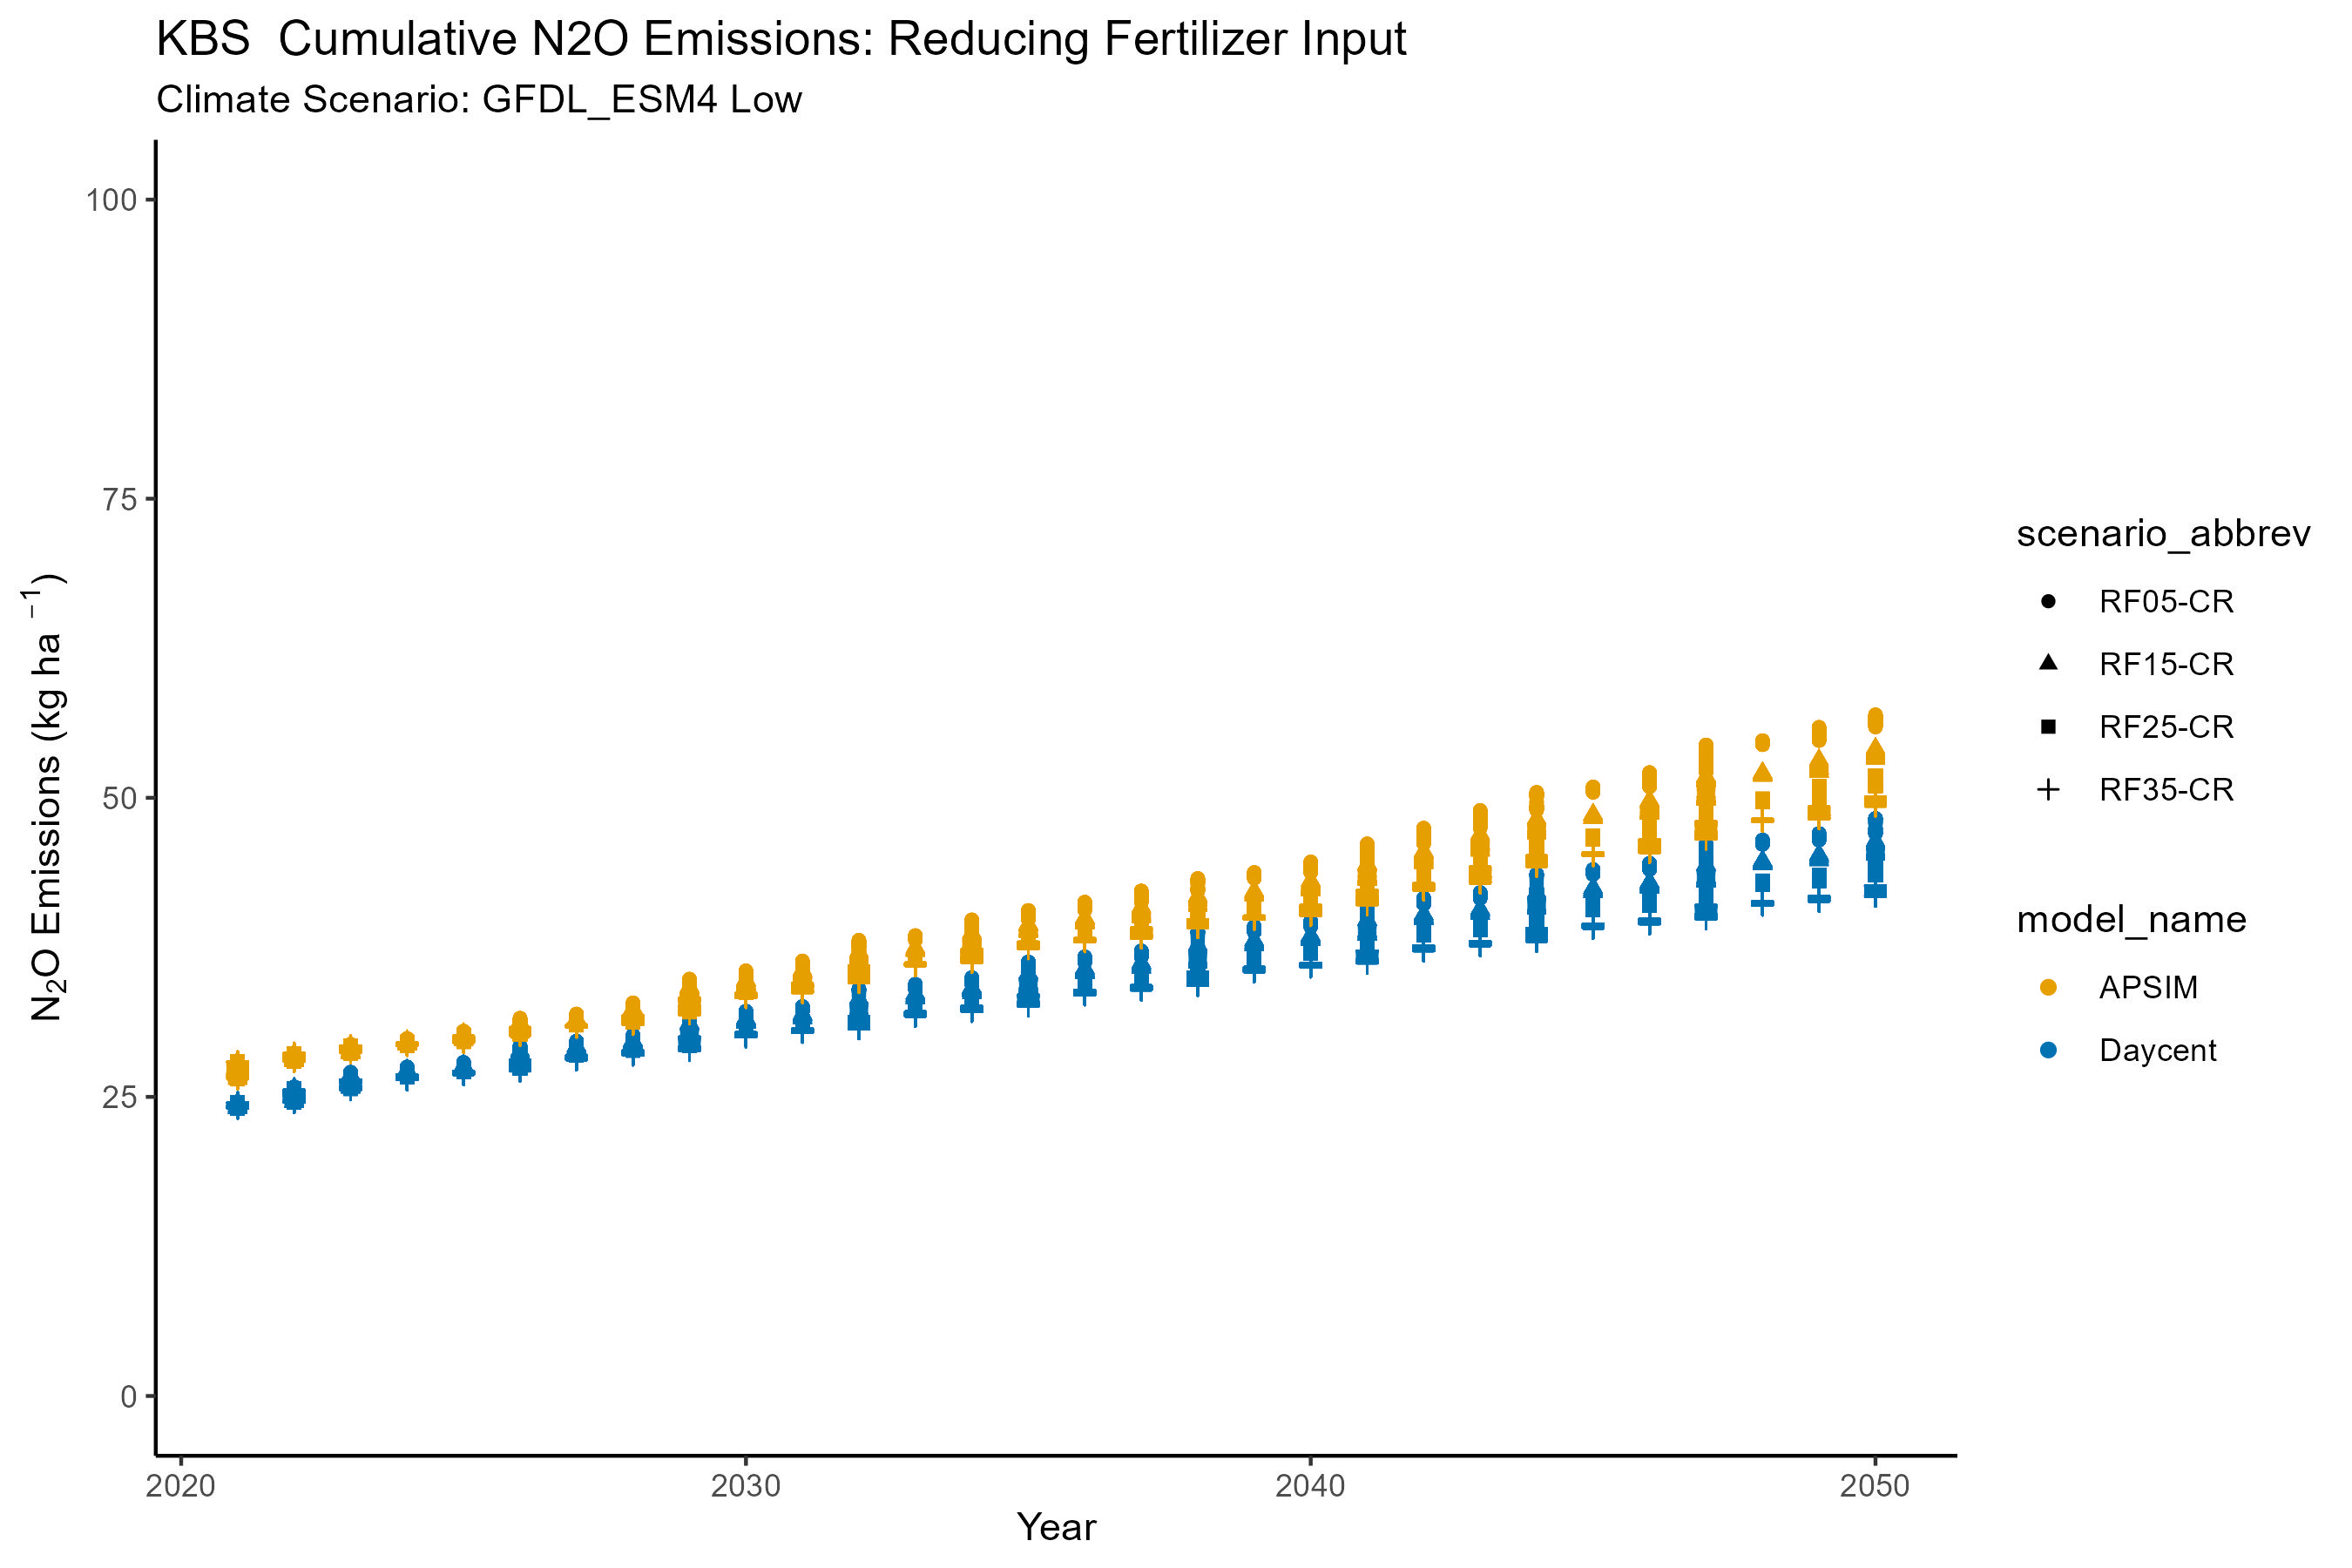 KBS  Cumulative N2O Emissions: Reducing Fertilizer Input
Climate Scenario: GFDL_ESM4 Low
N₂O Emissions (kg ha ⁻¹)
100
75
50
25
0
2020
2030
2040
2050
Year
scenario_abbrev
RF05-CR
RF15-CR
RF25-CR
RF35-CR
model_name
APSIM
Daycent